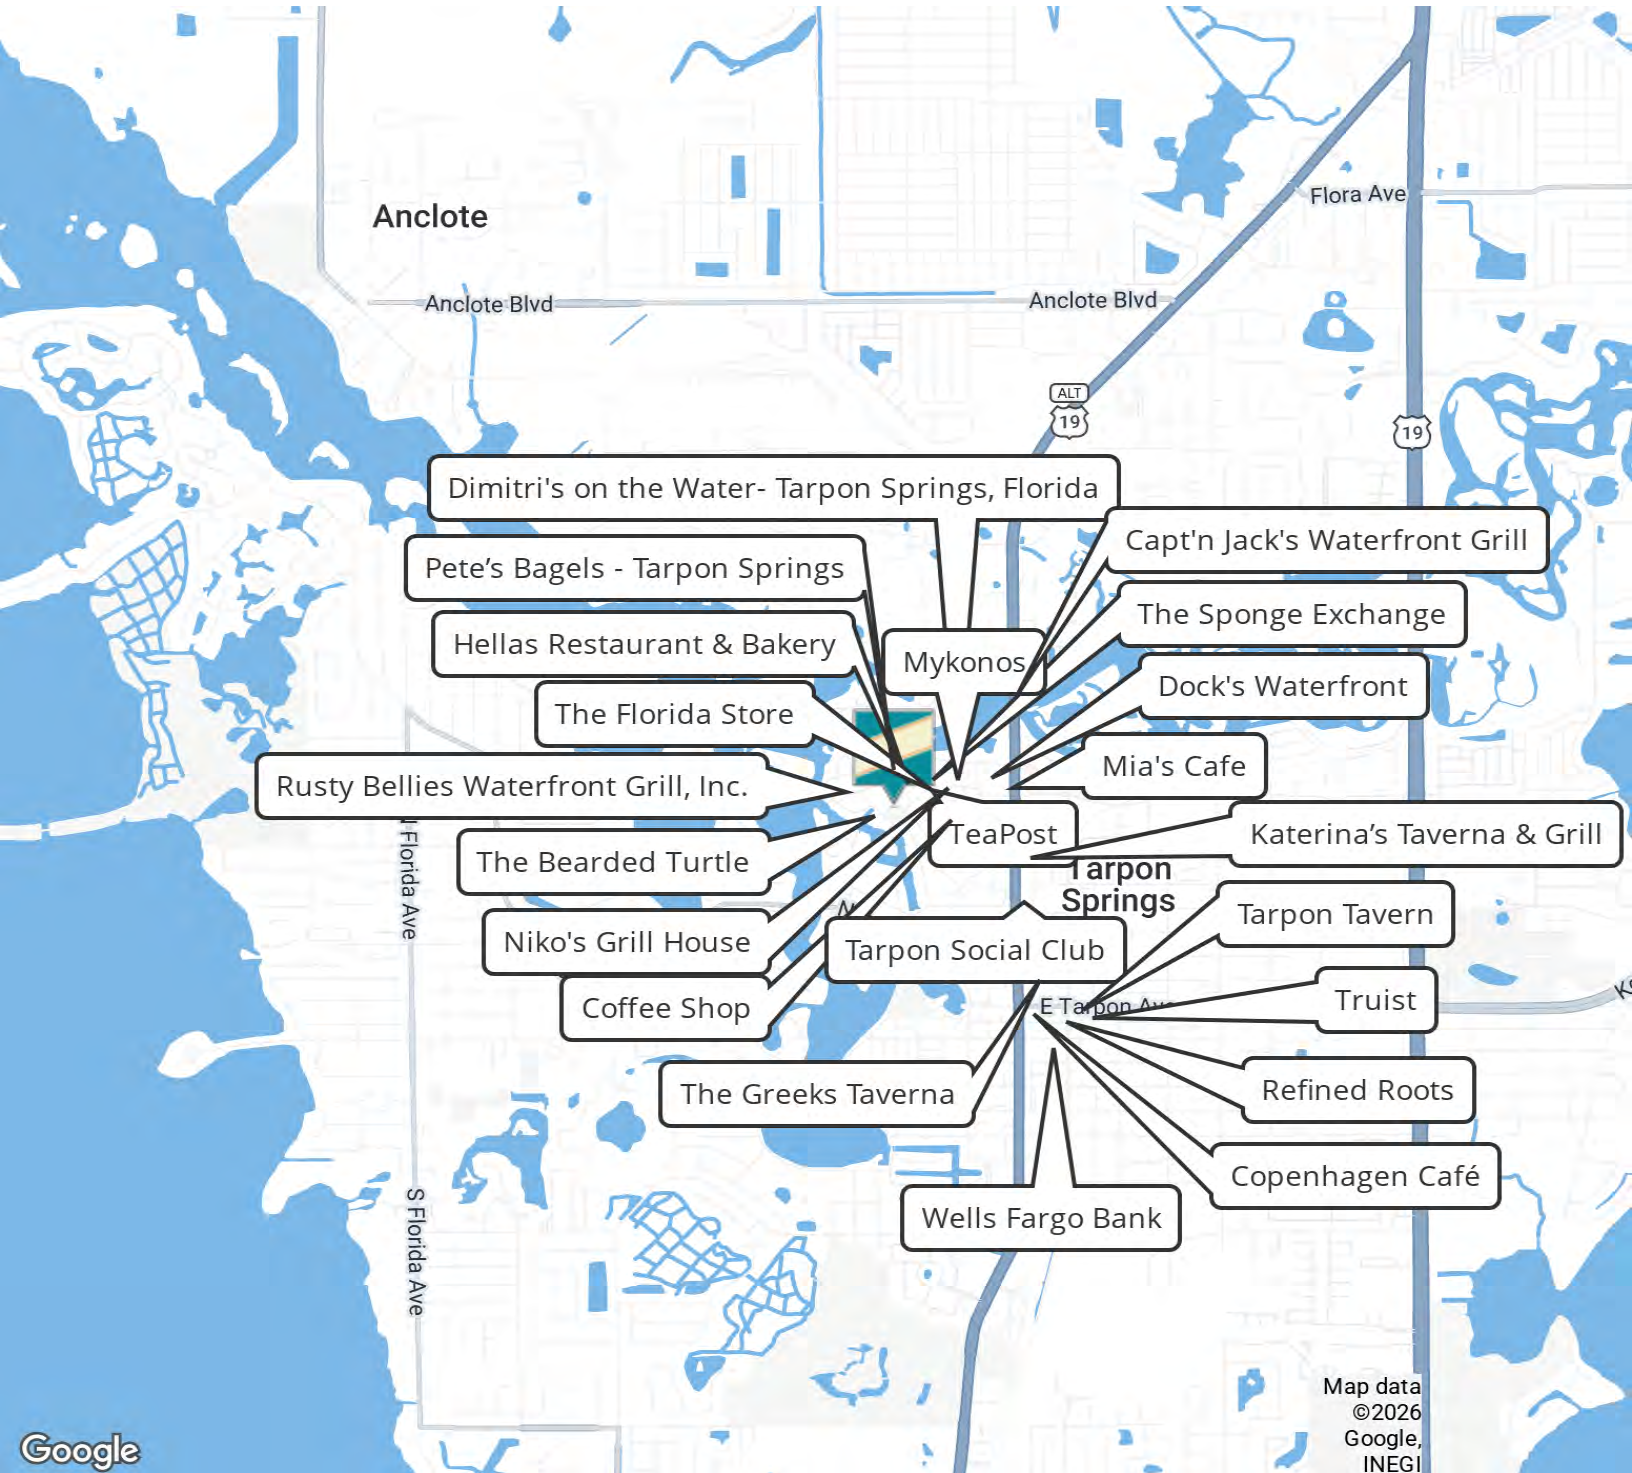 Flora Ave
Anclote
Anclote Blvd
Anclote Blvd
ALT
19
19
Dimitri's on the Water- Tarpon Springs, Florida
Capt'n Jack's Waterfront Grill
Pete’s Bagels - Tarpon Springs
The Sponge Exchange
Hellas Restaurant & Bakery
Mykonos
Dock's Waterfront
The Florida Store
Mia's Cafe
Rusty Bellies Waterfront Grill, Inc.
TeaPost
Katerina’s Taverna & Grill
N Florida Ave
The Bearded Turtle
Tarpon
Springs
Tarpon Tavern
Niko's Grill House
Tarpon Social Club
Truist
Coffee Shop
E Tarpon Ave
The Greeks Taverna
Refined Roots
Copenhagen Café
Wells Fargo Bank
S Florida Ave
Map data
©2026
Google,
INEGI
Google